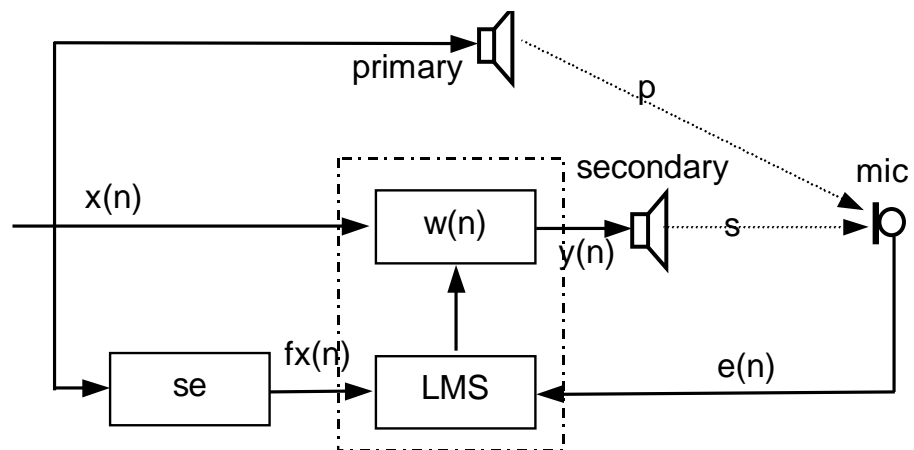 primary
p
secondary
mic
x(n)
w(n)
s
y(n)
fx(n)
se
LMS
e(n)